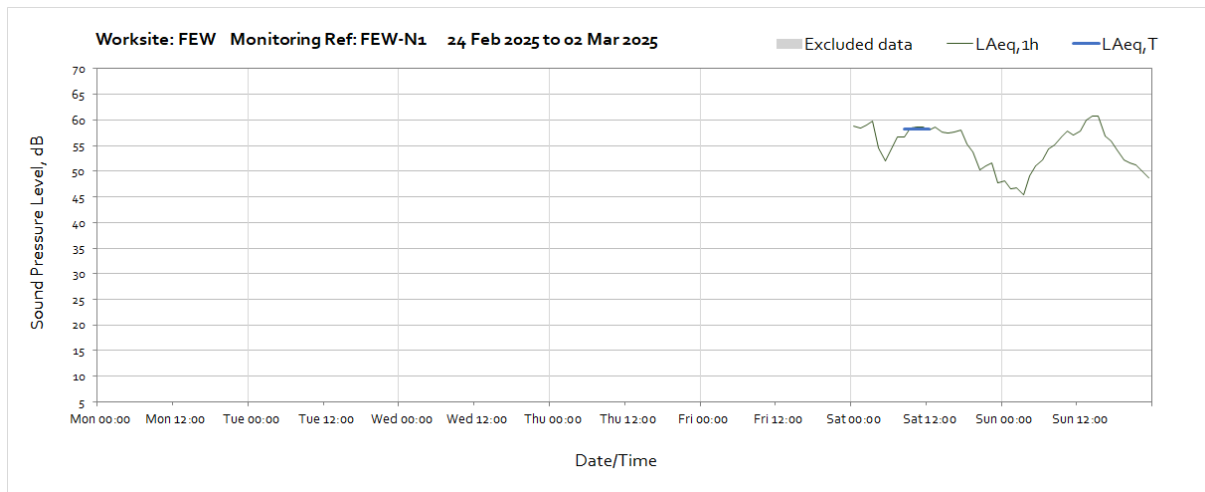 Worksite: FEW Monitoring Ref: FEW-N1 24 Feb 2025 to 02 Mar 2025
Excluded data LAeq,1h LAeq,T
70
65
60
55
50
45
40
35
30
25
20
15
10
5
Sound Pressure Level, dB
Mon 00:00 Mon 12:00 Tue 00:00 Tue 12:00 Wed 00:00 Wed 12:00 Thu 00:00 Thu 12:00 Fri 00:00 Fri 12:00 Sat 00:00 Sat 12:00 Sun 00:00 Sun 12:00
Date/Time